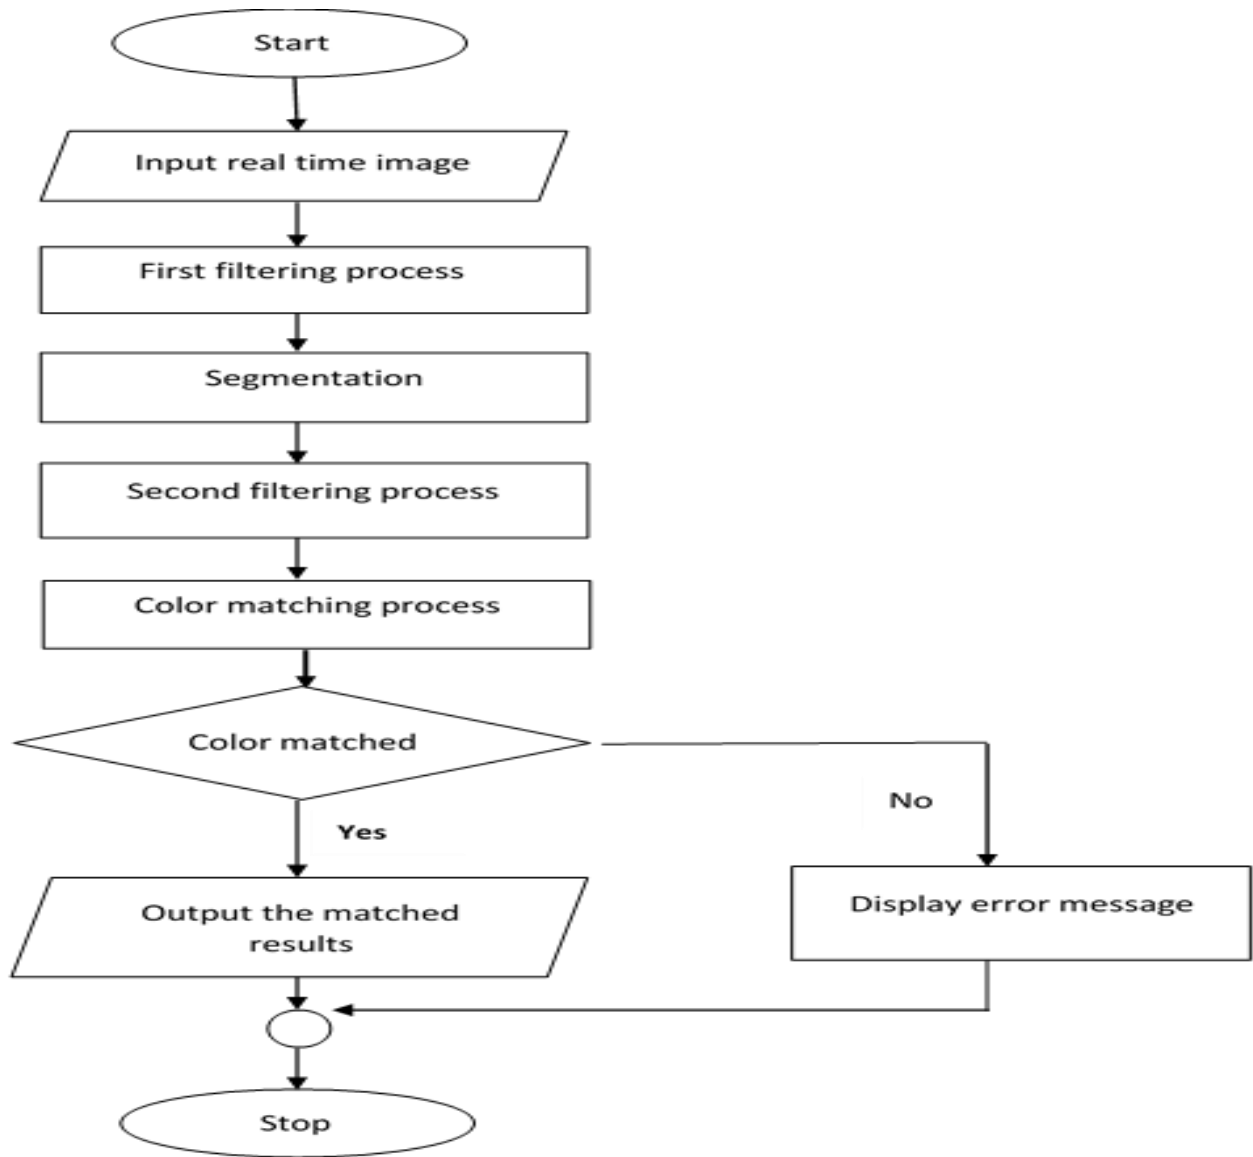 Start
Input real time image
First filtering process
Segmentation
Second filtering process
Color matching process
Color matched
No
Yes
Output the matched
results
Display error message
Stop